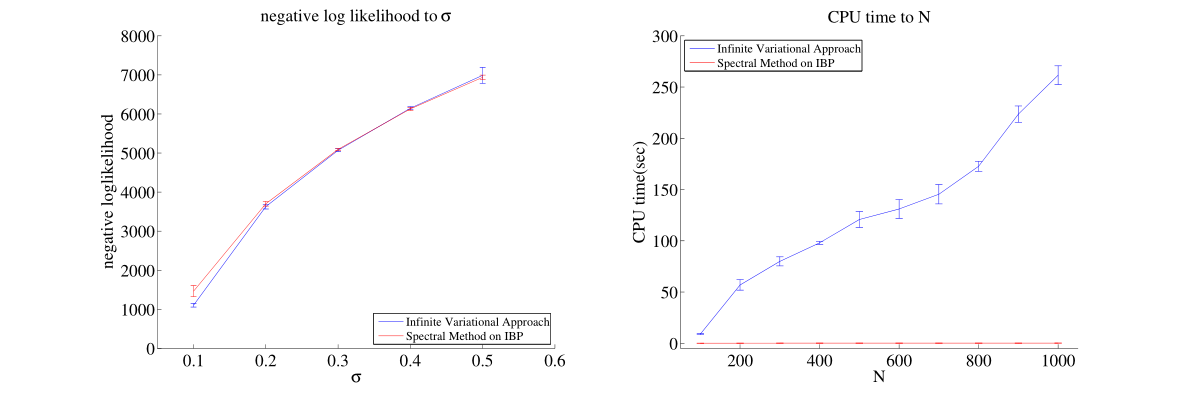 negative log likelihood to σ
8000
7000
6000
5000
4000
3000
2000
1000
0
negative loglikelihood
0.1 0.2 0.3 0.4 0.5 0.6
σ
Infinite Variational Approach
Spectral Method on IBP
CPU time to N
300
250
200
150
100
50
0
CPU time(sec)
200 400 600 800 1000
N
Infinite Variational Approach
Spectral Method on IBP